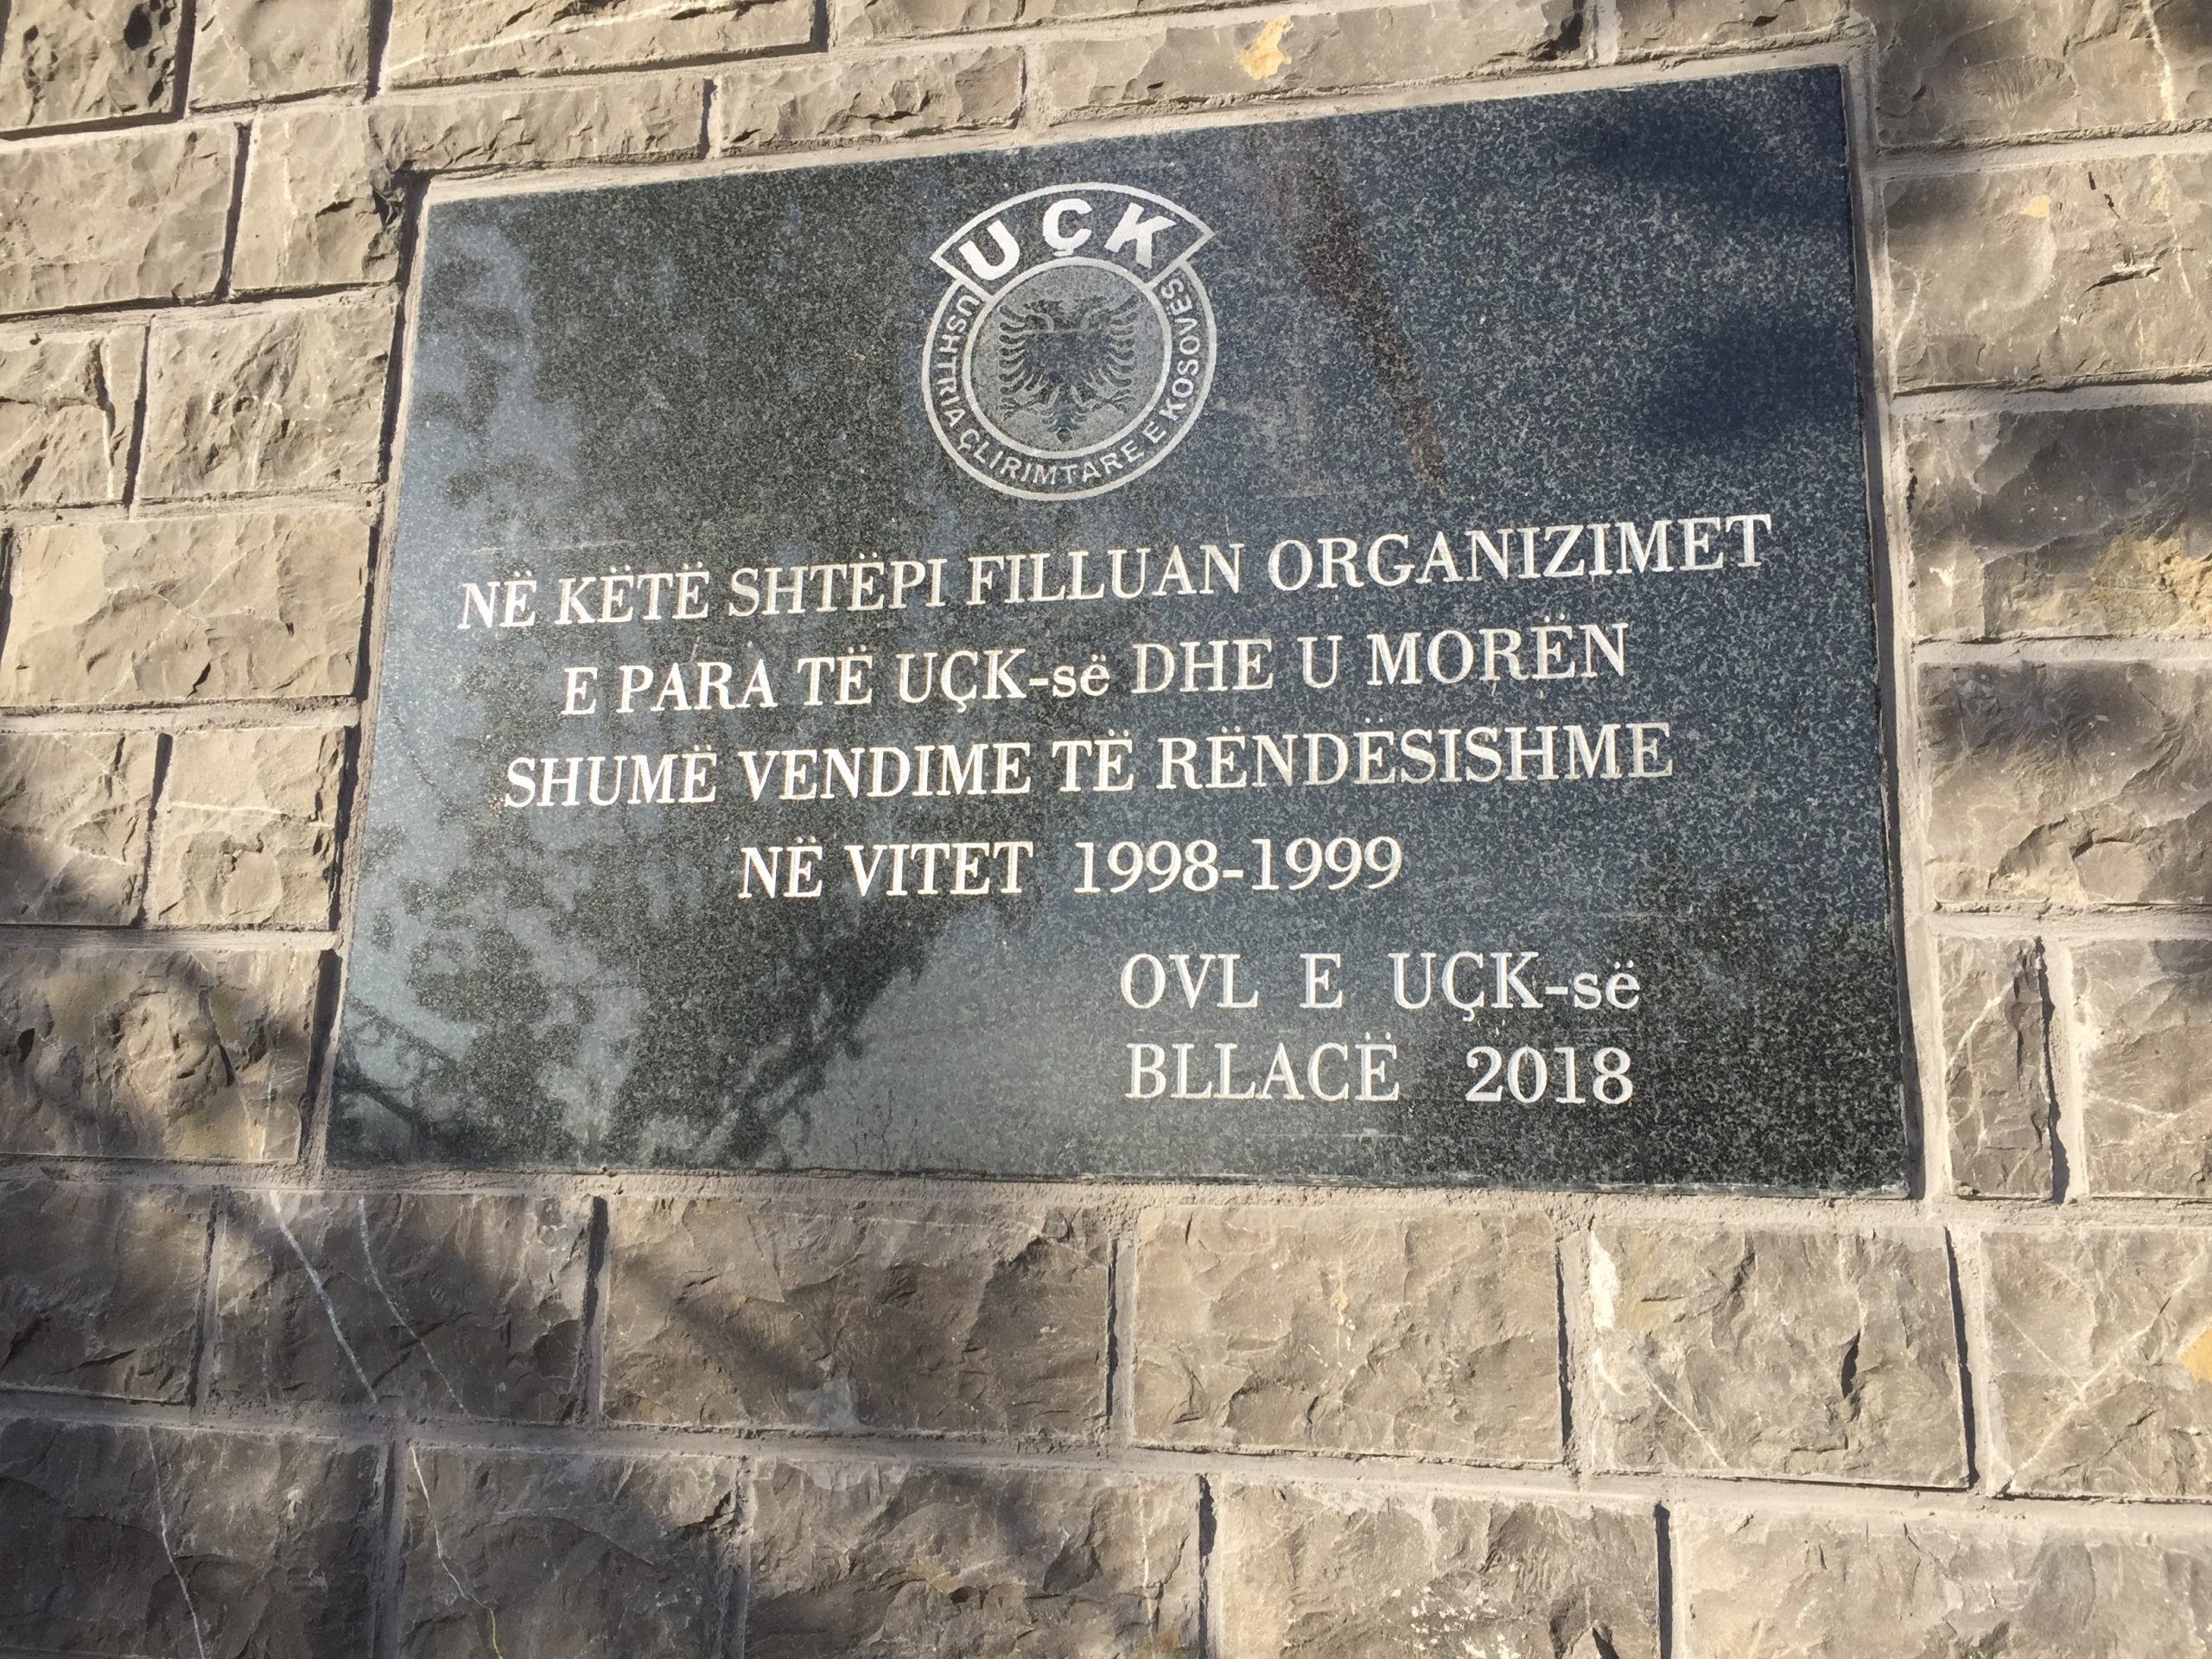 UÇK
USHTRIA ÇLIRIMTARE E KOSOVËS
NË KËTË SHTËPI FILLUAN ORGANIZIMET
E PARA TË UÇK-së DHE U MORËN
SHUMË VENDIME TË RËNDËSISHME
NË VITET 1998-1999
OVL E UÇK-së
BLLACË 2018